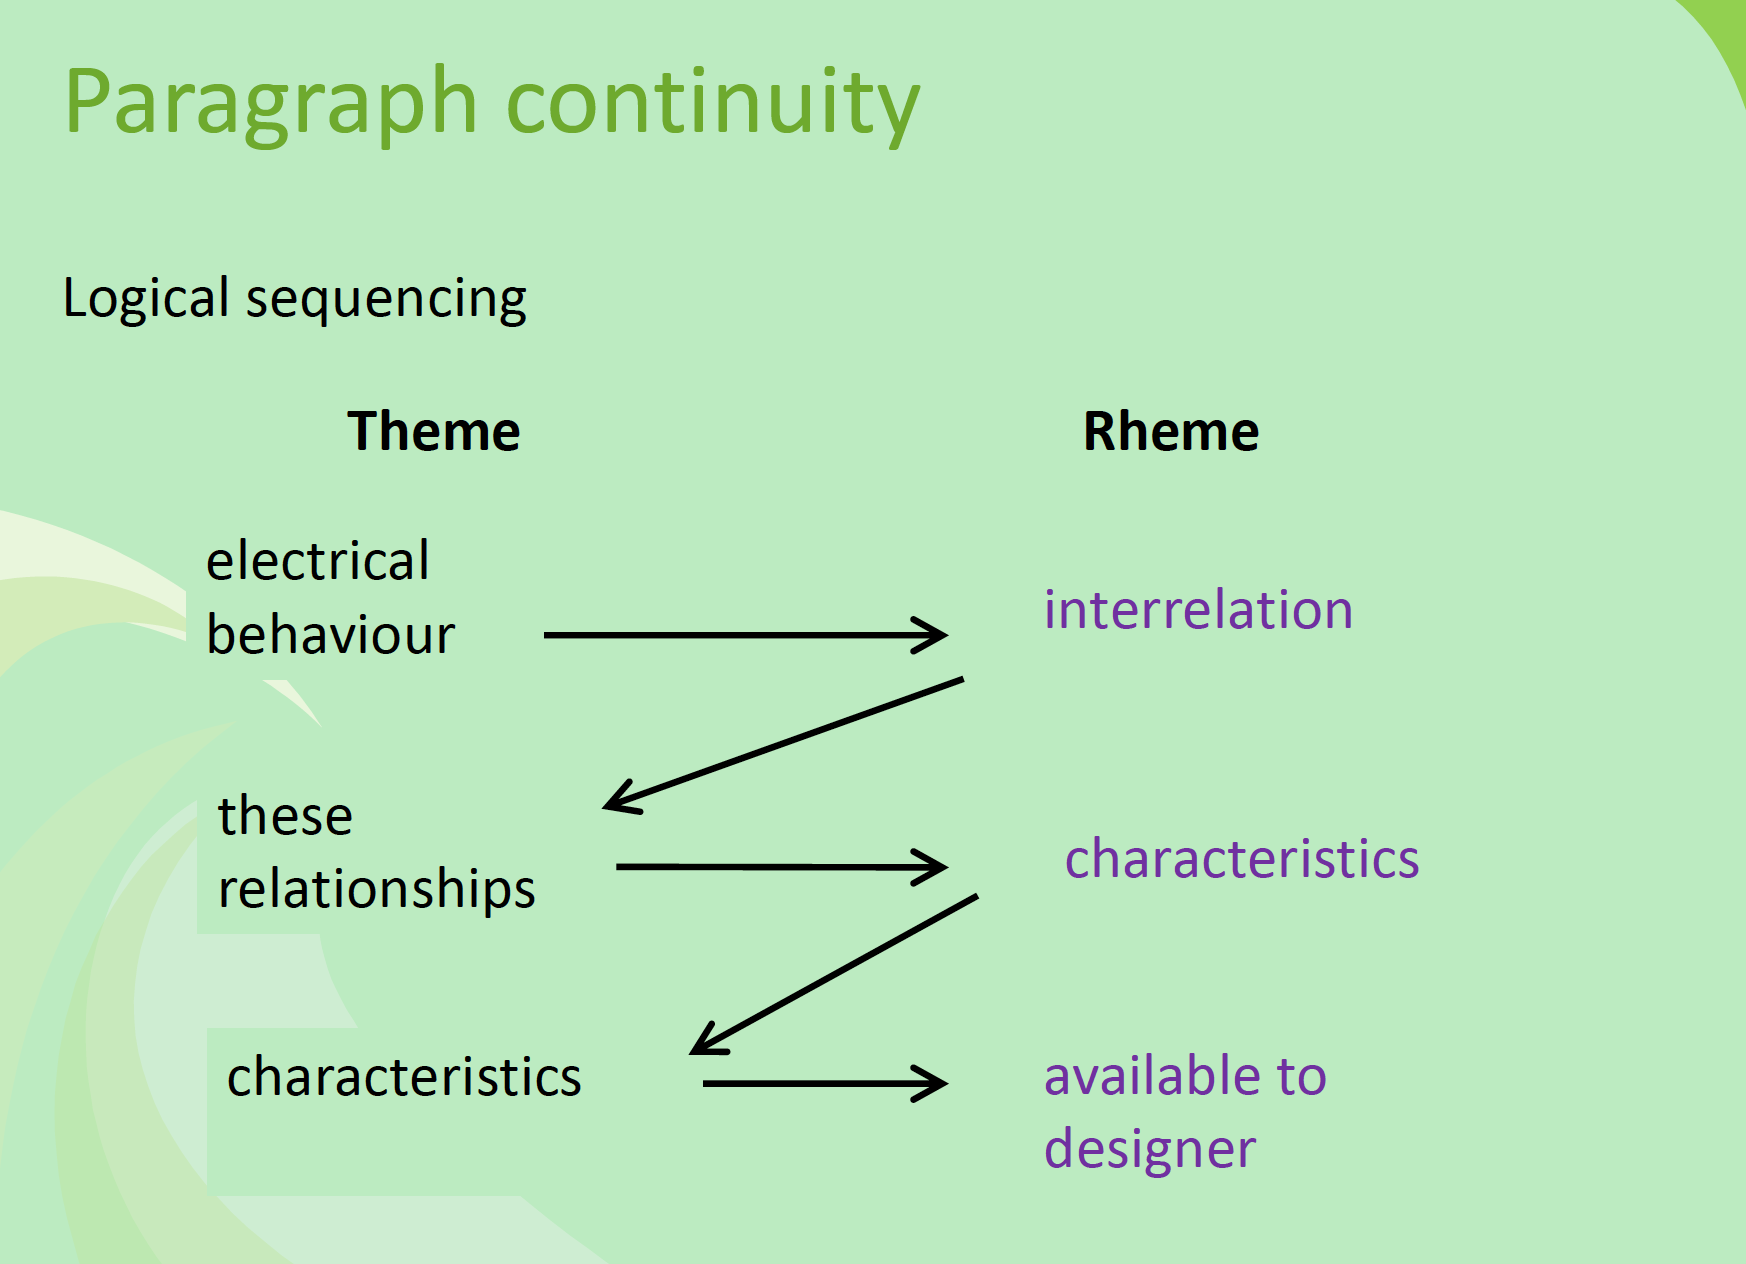 Paragraph continuity
Logical sequencing
Theme
Rheme
electrical
behaviour
interrelation
these
relationships
characteristics
characteristics
available to
designer